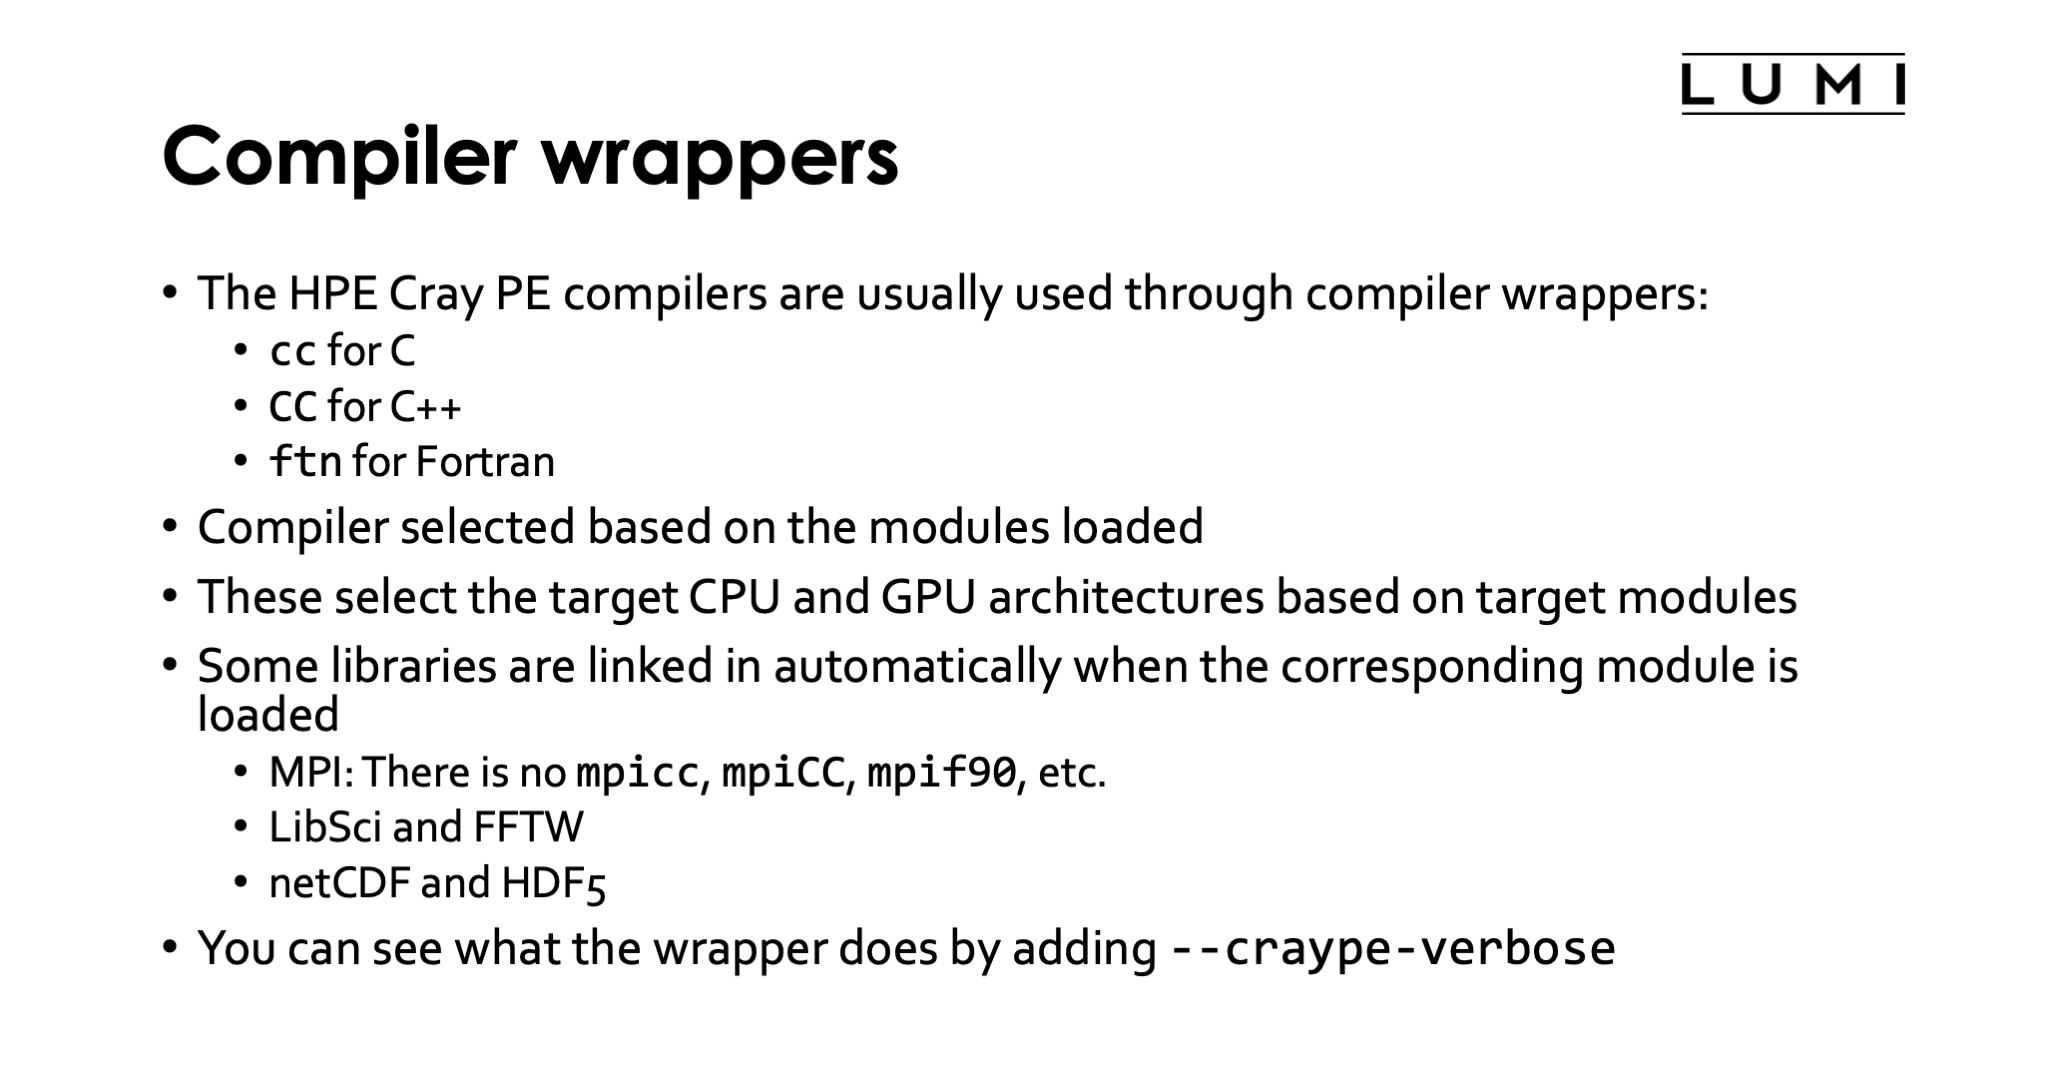 LUMI
Compiler wrappers
• The HPE Cray PE compilers are usually used through compiler wrappers:
• cc for C
• CC for C++
• ftn for Fortran
• Compiler selected based on the modules loaded
• These select the target CPU and GPU architectures based on target modules
• Some libraries are linked in automatically when the corresponding module is
loaded
• MPI: There is no mpicc, mpiCC, mpif90, etc.
• LibSci and FFTW
• netCDF and HDF5
• You can see what the wrapper does by adding --craype-verbose